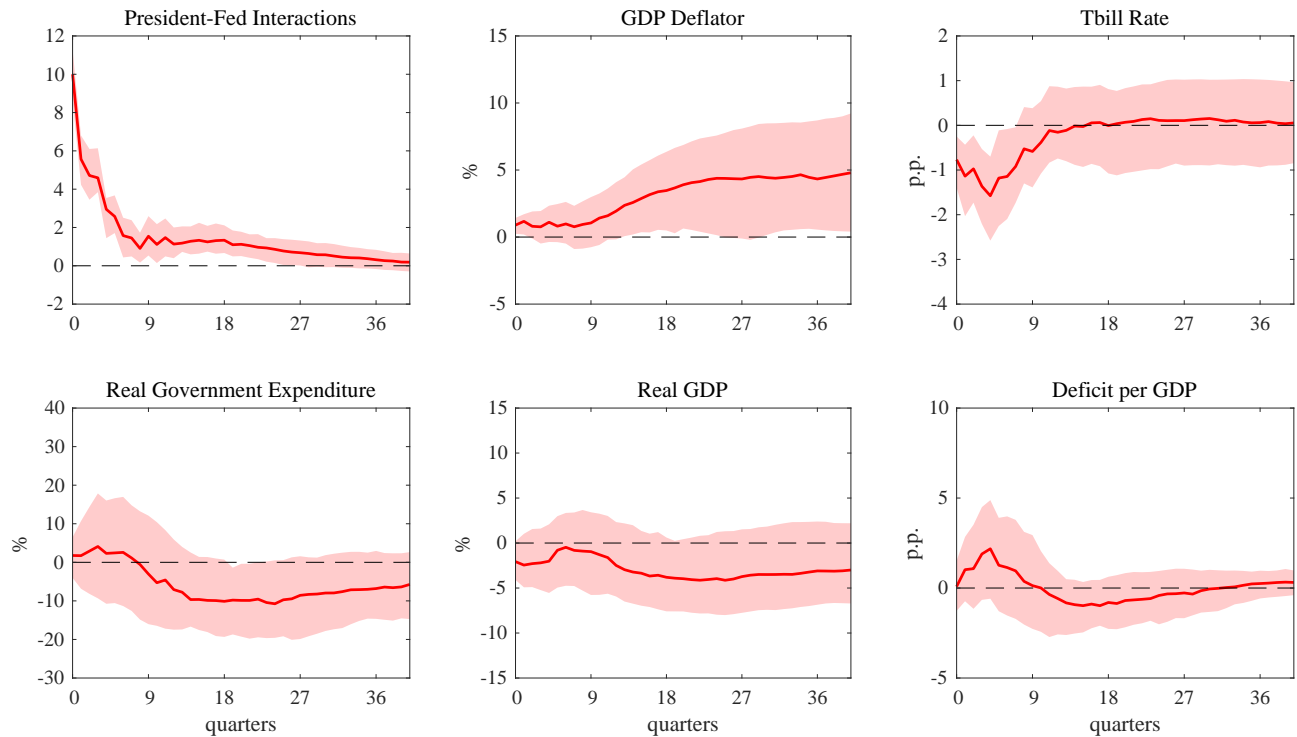 President-Fed Interactions
12
10
8
6
4
2
0
-2
0 9 18 27 36
GDP Deflator
%
15
10
5
0
-5
0 9 18 27 36
Tbill Rate
p.p.
2
1
0
-1
-2
-3
-4
0 9 18 27 36
Real Government Expenditure
%
40
30
20
10
0
-10
-20
-30
0 9 18 27 36
quarters
Real GDP
%
15
10
5
0
-5
-10
-15
0 9 18 27 36
quarters
Deficit per GDP
p.p.
10
5
0
-5
0 9 18 27 36
quarters